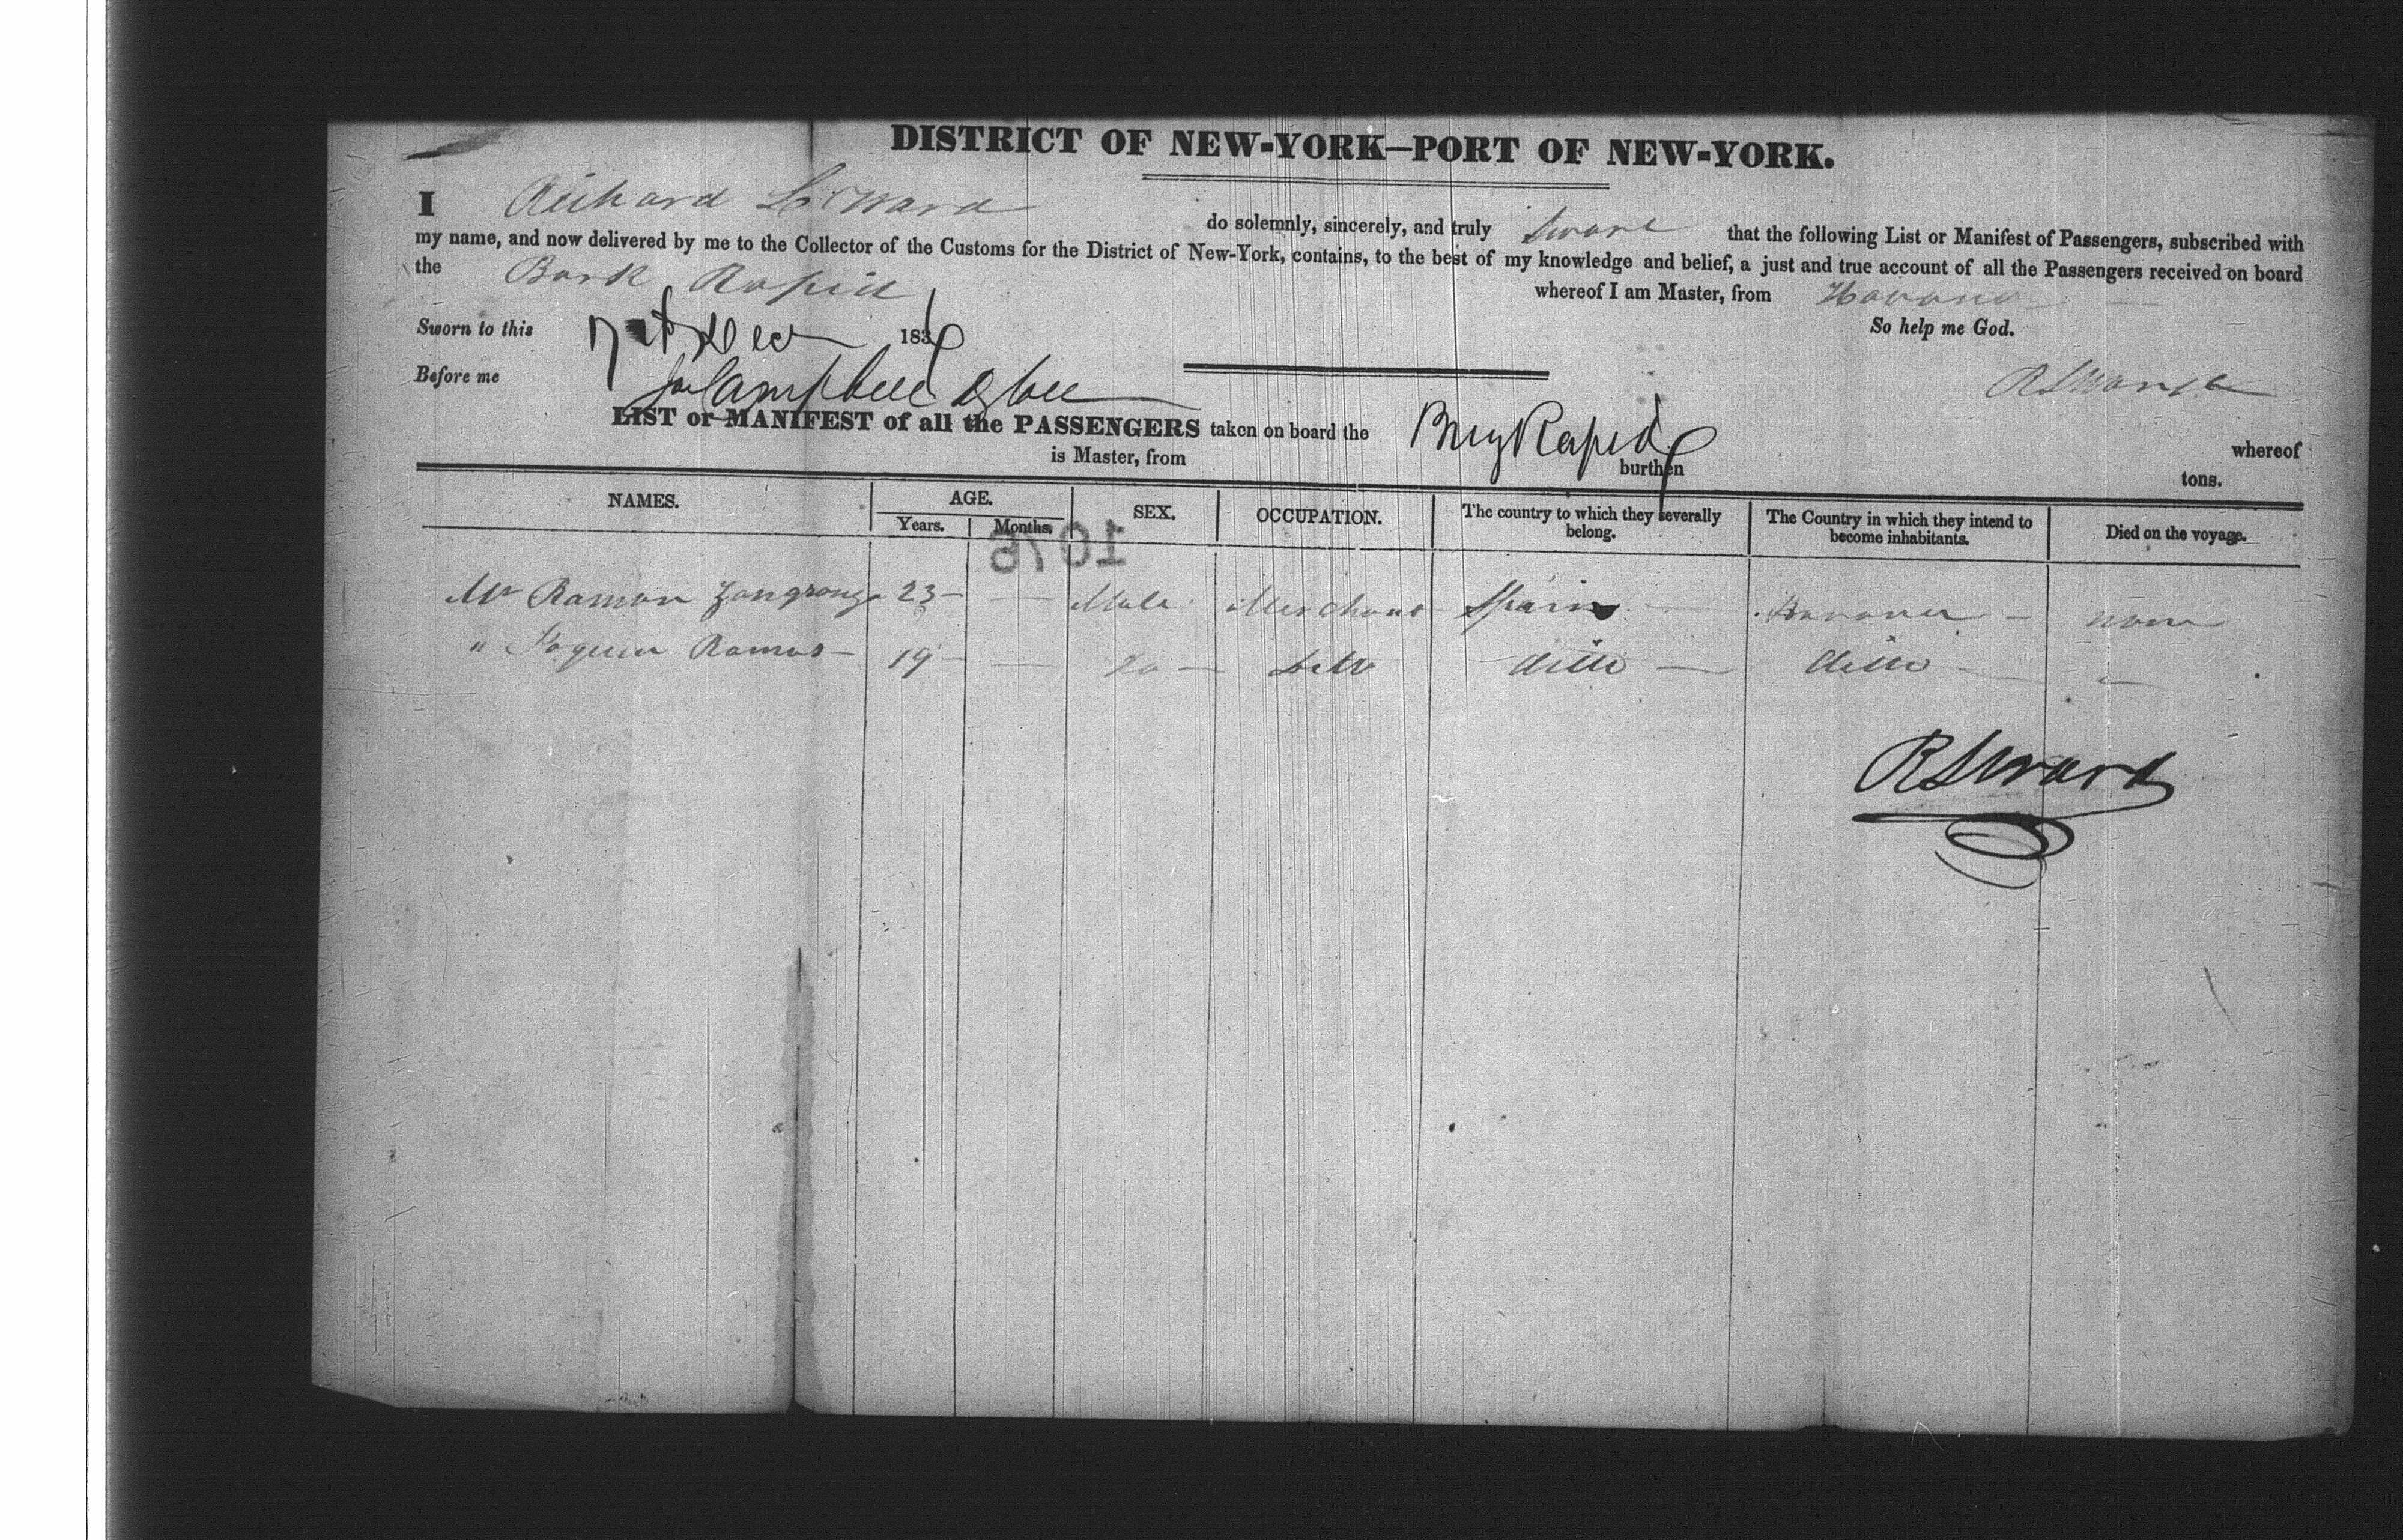 DISTRICT OF NEW-YORK—PORT OF NEW-YORK.
I Richard S Ward do solemnly, sincerely, and truly Sware that the following List or Manifest of Passengers, subscribed with
my name, and now delivered by me to the Collector of the Customs for the District of New-York, contains, to the best of my knowledge and belief, a just and true account of all the Passengers received on board
the Bark Rapid whereof I am Master, from Havana
So help me God.
Sworn to this 7 Dec 1836
Before me Campbell
R S Ward
LIST or MANIFEST of all the PASSENGERS taken on board the Brig Rapid whereof
is Master, from burthen tons.
NAMES. AGE. SEX. OCCUPATION. The country to which they severally belong. The Country in which they intend to become inhabitants. Died on the voyage.
Years. Months.
1076
Mr Ramon 23 — Male Merchant Spain Havana none
" Ramos 19 — Do ditto ditto ditto
R S Ward